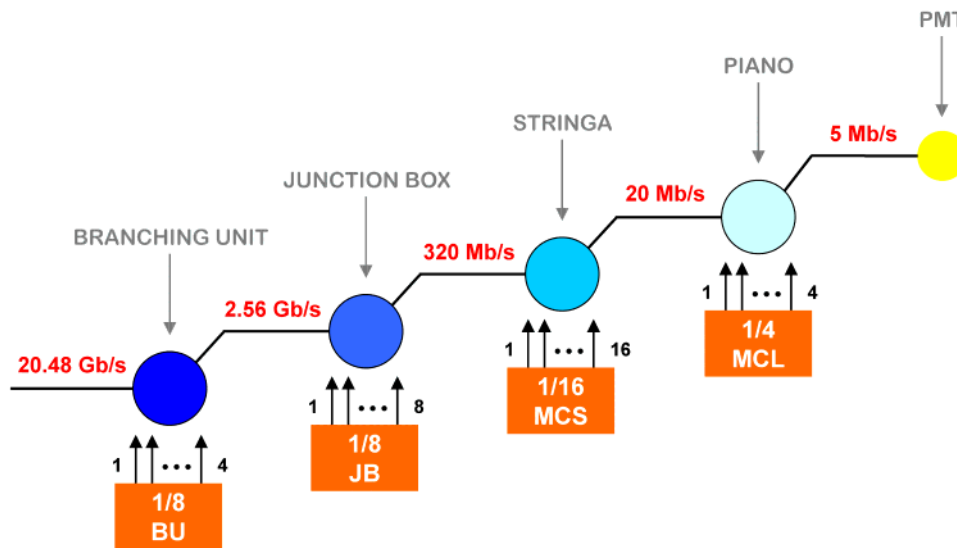 PMT
PIANO
STRINGA
5 Mb/s
JUNCTION BOX
20 Mb/s
BRANCHING UNIT
320 Mb/s
2.56 Gb/s
20.48 Gb/s
1 ... 4
1/4
MCL
1 ... 16
1/16
MCS
1 ... 8
1/8
JB
1 ... 4
1/8
BU